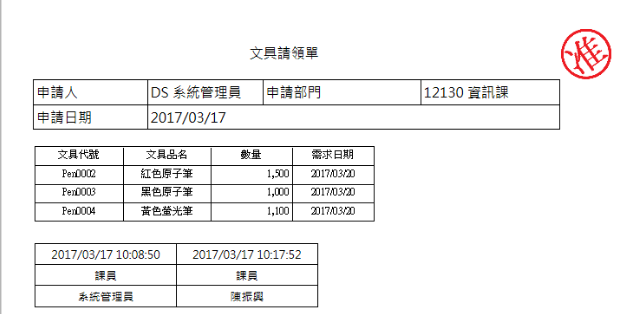 文具請領單
准
申請人 DS 系統管理員 申請部門 12130 資訊課
申請日期 2017/03/17
文具代號 文具品名 數量 需求日期
Pen0002 紅色原子筆 1,500 2017/03/20
Pen0003 黑色原子筆 1,000 2017/03/20
Pen0004 黃色螢光筆 1,100 2017/03/20
2017/03/17 10:08:50 2017/03/17 10:17:52
課員 課員
系統管理員 陳振興